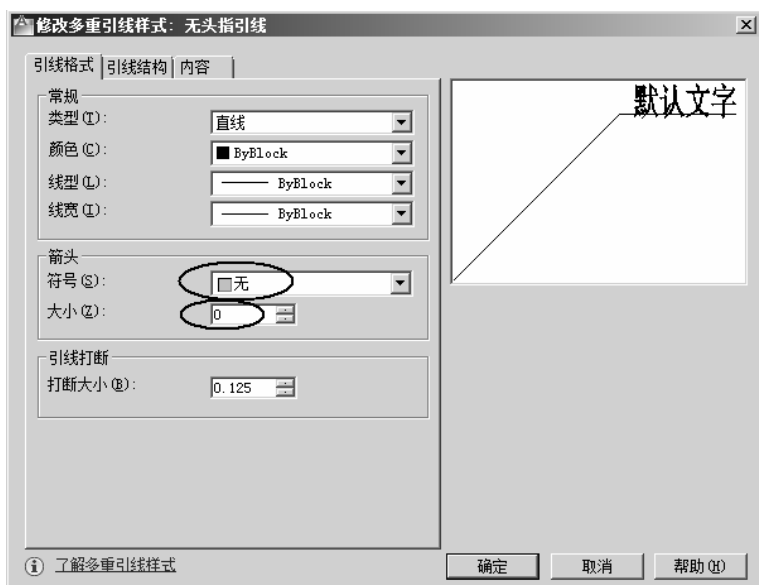 修改多重引线样式: 无头指引线
引线格式 引线结构 内容
常规
类型(T): 直线
颜色(C): ByBlock
线型(L): ByBlock
线宽(I): ByBlock
箭头
符号(S): 无
大小(Z): 0
引线打断
打断大小(B): 0.125
默认文字
了解多重引线样式
确定 取消 帮助(H)